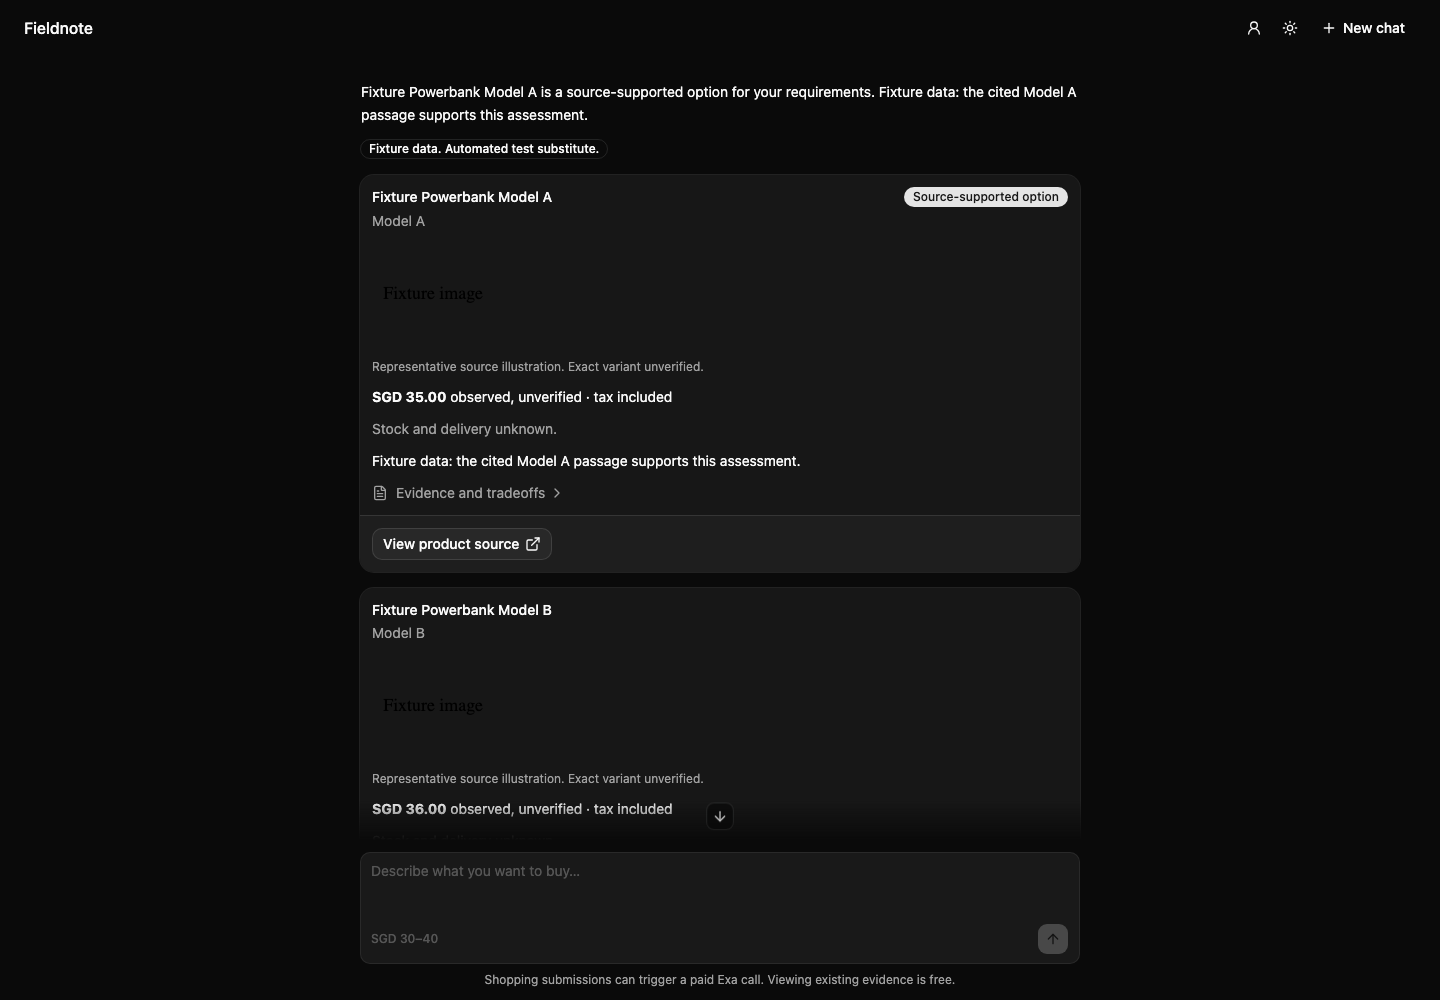 Fieldnote
New chat
Fixture Powerbank Model A is a source-supported option for your requirements. Fixture data: the cited Model A
passage supports this assessment.
Fixture data. Automated test substitute.
Fixture Powerbank Model A
Source-supported option
Model A
Fixture image
Representative source illustration. Exact variant unverified.
SGD 35.00 observed, unverified · tax included
Stock and delivery unknown.
Fixture data: the cited Model A passage supports this assessment.
Evidence and tradeoffs
View product source
Fixture Powerbank Model B
Model B
Fixture image
Representative source illustration. Exact variant unverified.
SGD 36.00 observed, unverified · tax included
Describe what you want to buy...
SGD 30–40
Shopping submissions can trigger a paid Exa call. Viewing existing evidence is free.